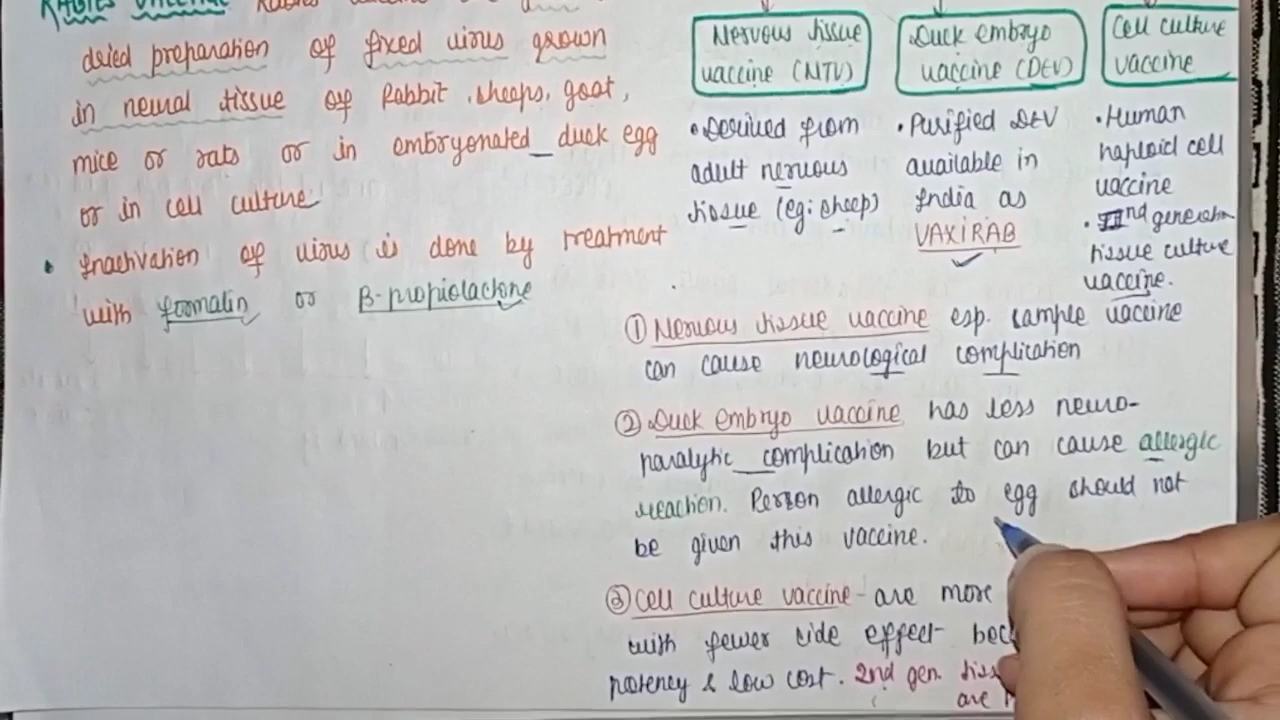 RABIES VACCINE
dried preparation of fixed virus grown
in neural tissue of Rabbit, sheeps, goat,
mice or rats or in embryonated duck egg
or in cell culture
• Inactivation of virus is done by treatment
with formalin or β-propiolactone
Nervous tissue
vaccine (NTV)
• Derived from
adult nervous
tissue (eg: sheep)
Duck embryo
vaccine (DEV)
• Purified DEV
available in
India as
VAXIRAB
Cell culture
vaccine
• Human
haploid cell
vaccine
• IInd generation
tissue culture
vaccine.
① Nervous tissue vaccine esp. sample vaccine
can cause neurological complication
② Duck embryo vaccine has less neuro-
paralytic complication but can cause allergic
reaction. Person allergic to egg should not
be given this vaccine.
③ Cell culture vaccine - are more
with fewer side effect
potency & low cost. 2nd gen.
are